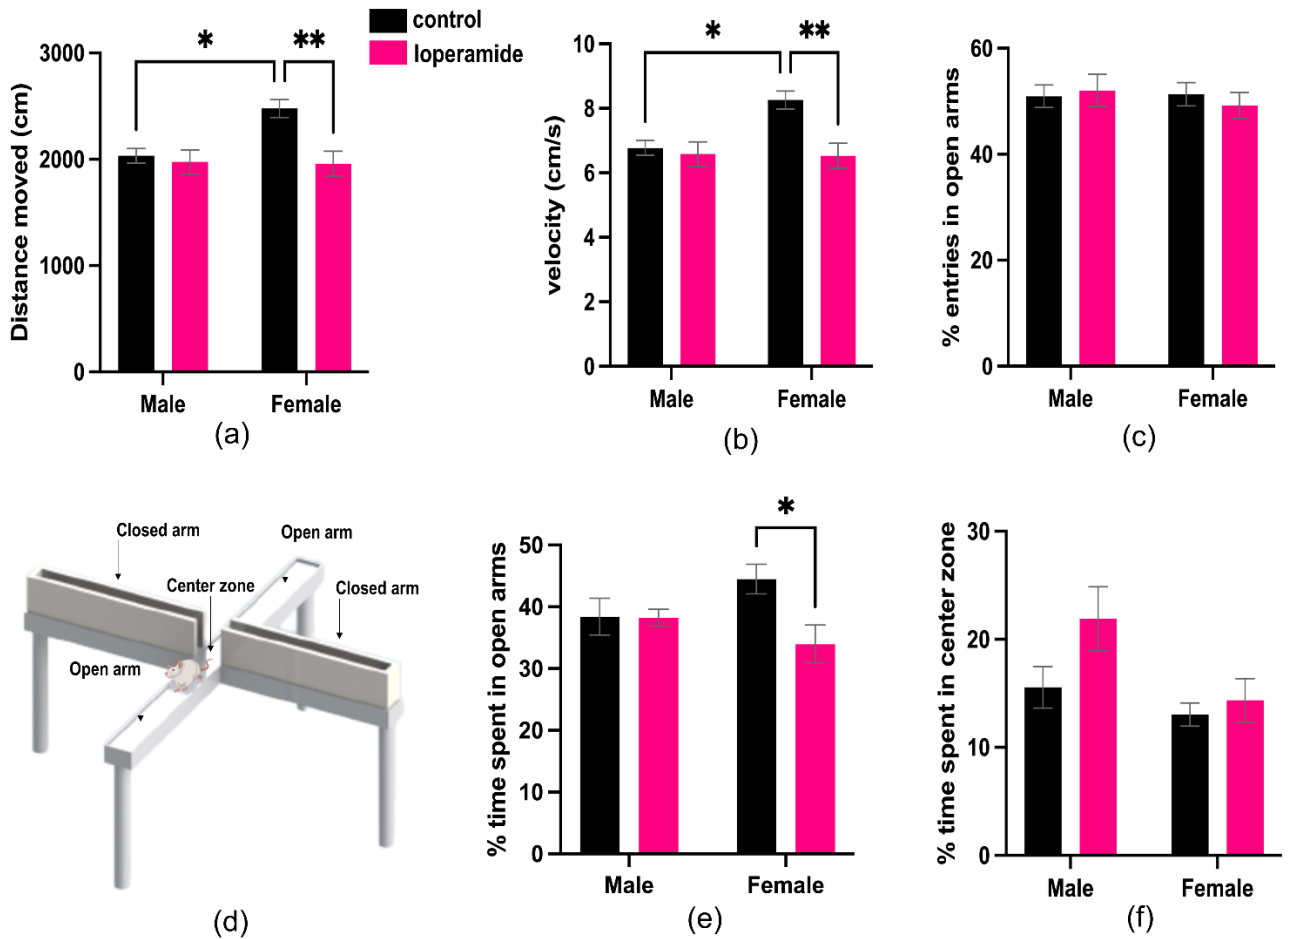 control
loperamide
*
**
3000
2000
1000
0
Distance moved (cm)
Male
Female
(a)
*
**
10
8
6
4
2
0
velocity (cm/s)
Male
Female
(b)
60
40
20
0
% entries in open arms
Male
Female
(c)
Closed arm
Open arm
Center zone
Closed arm
Open arm
(d)
*
50
40
30
20
10
0
% time spent in open arms
Male
Female
(e)
30
20
10
0
% time spent in center zone
Male
Female
(f)